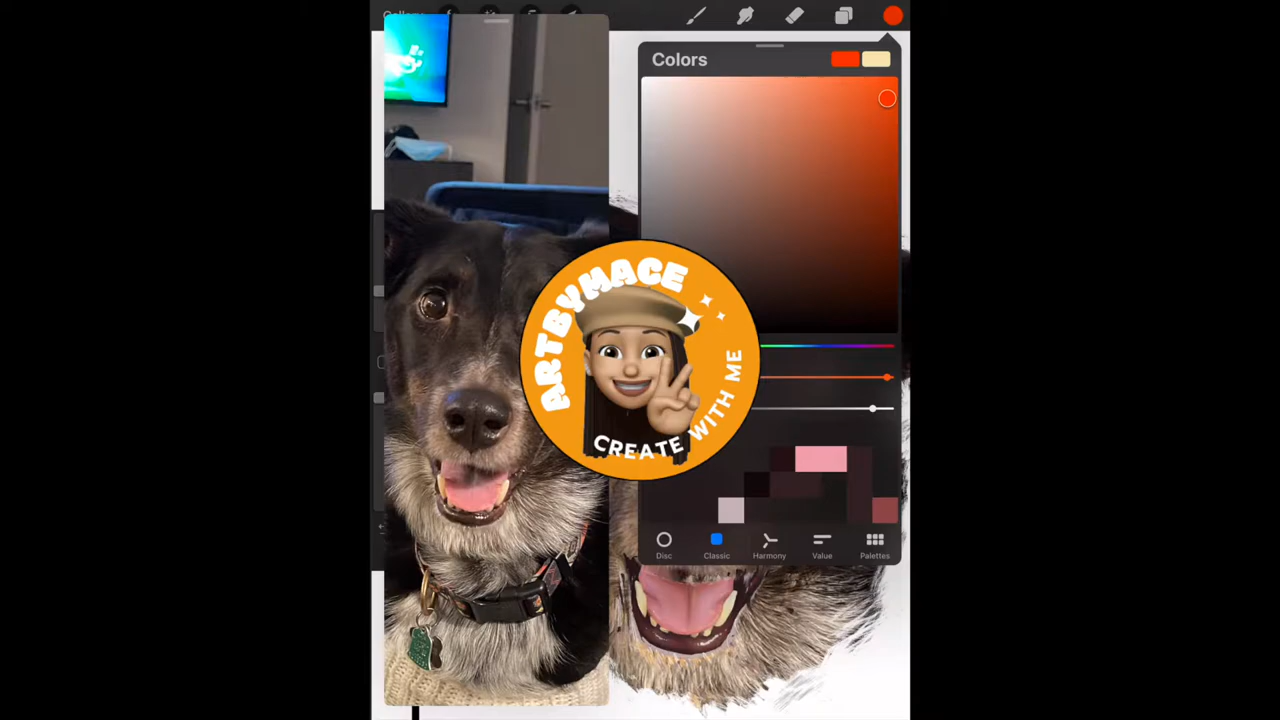 Colors
ARTBYMACE
CREATE WITH ME
Disc
Classic
Harmony
Value
Palettes